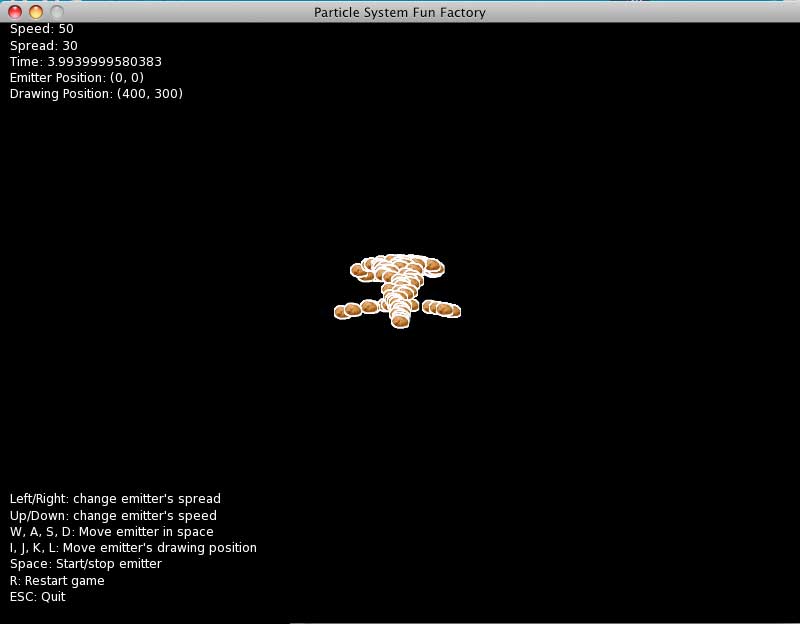 Particle System Fun Factory
Speed: 50
Spread: 30
Time: 3.9939999580383
Emitter Position: (0, 0)
Drawing Position: (400, 300)
Left/Right: change emitter's spread
Up/Down: change emitter's speed
W, A, S, D: Move emitter in space
I, J, K, L: Move emitter's drawing position
Space: Start/stop emitter
R: Restart game
ESC: Quit